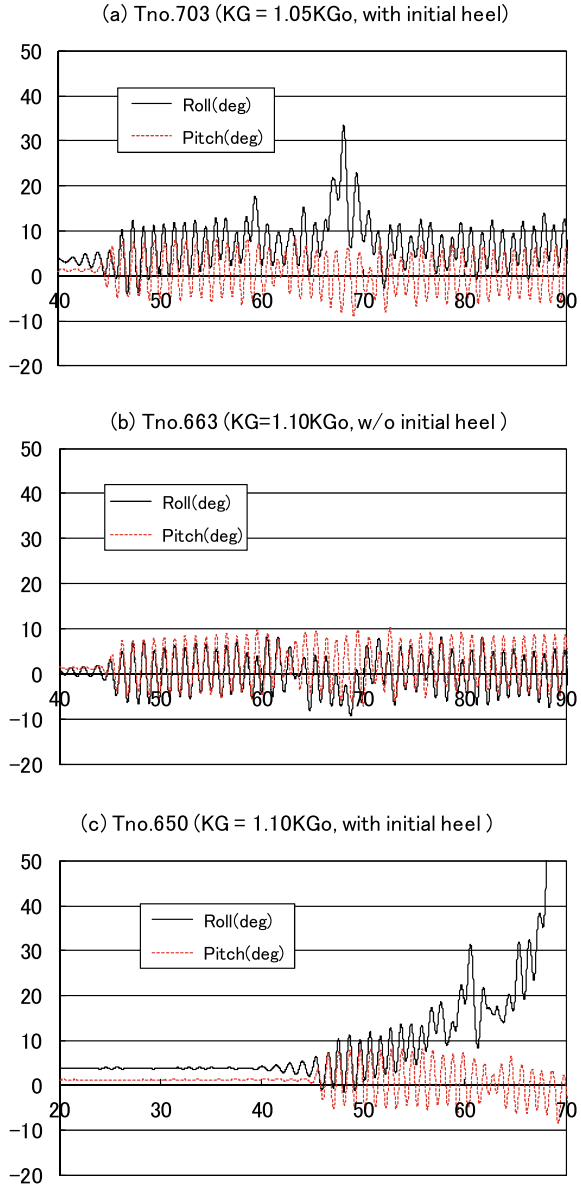 (a) Tno.703 (KG = 1.05KGo, with initial heel)
50
40
30
20
10
0
-10
-20
Roll(deg)
Pitch(deg)
40 50 60 70 80 90
(b) Tno.663 (KG=1.10KGo, w/o initial heel )
50
40
30
20
10
0
-10
-20
Roll(deg)
Pitch(deg)
40 50 60 70 80 90
(c) Tno.650 (KG = 1.10KGo, with initial heel )
50
40
30
20
10
0
-10
-20
Roll(deg)
Pitch(deg)
20 30 40 50 60 70